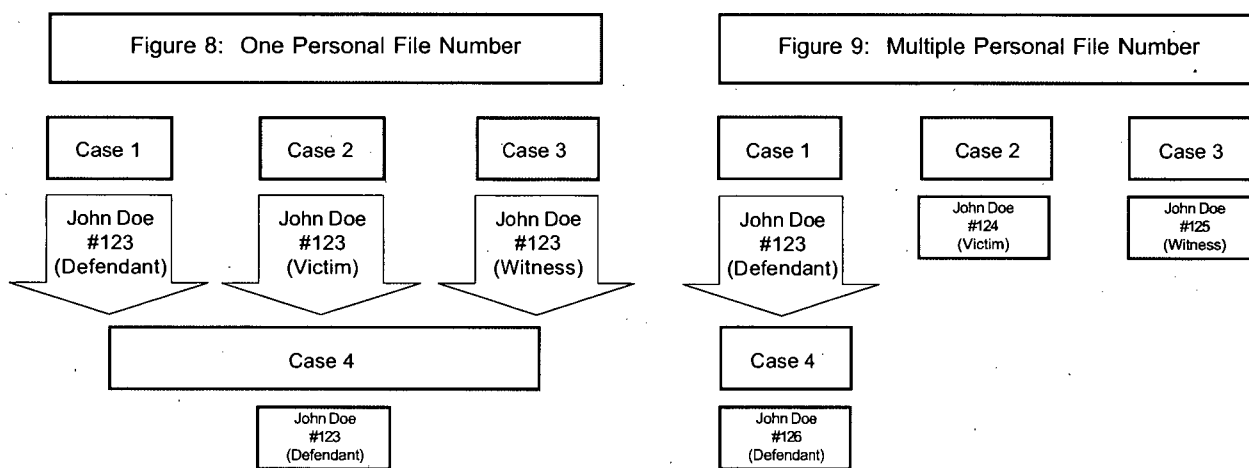 Figure 8: One Personal File Number
Case 1
Case 2
Case 3
John Doe
#123
(Defendant)
John Doe
#123
(Victim)
John Doe
#123
(Witness)
Case 4
John Doe
#123
(Defendant)
Figure 9: Multiple Personal File Number
Case 1
Case 2
Case 3
John Doe
#123
(Defendant)
John Doe
#124
(Victim)
John Doe
#125
(Witness)
Case 4
John Doe
#126
(Defendant)